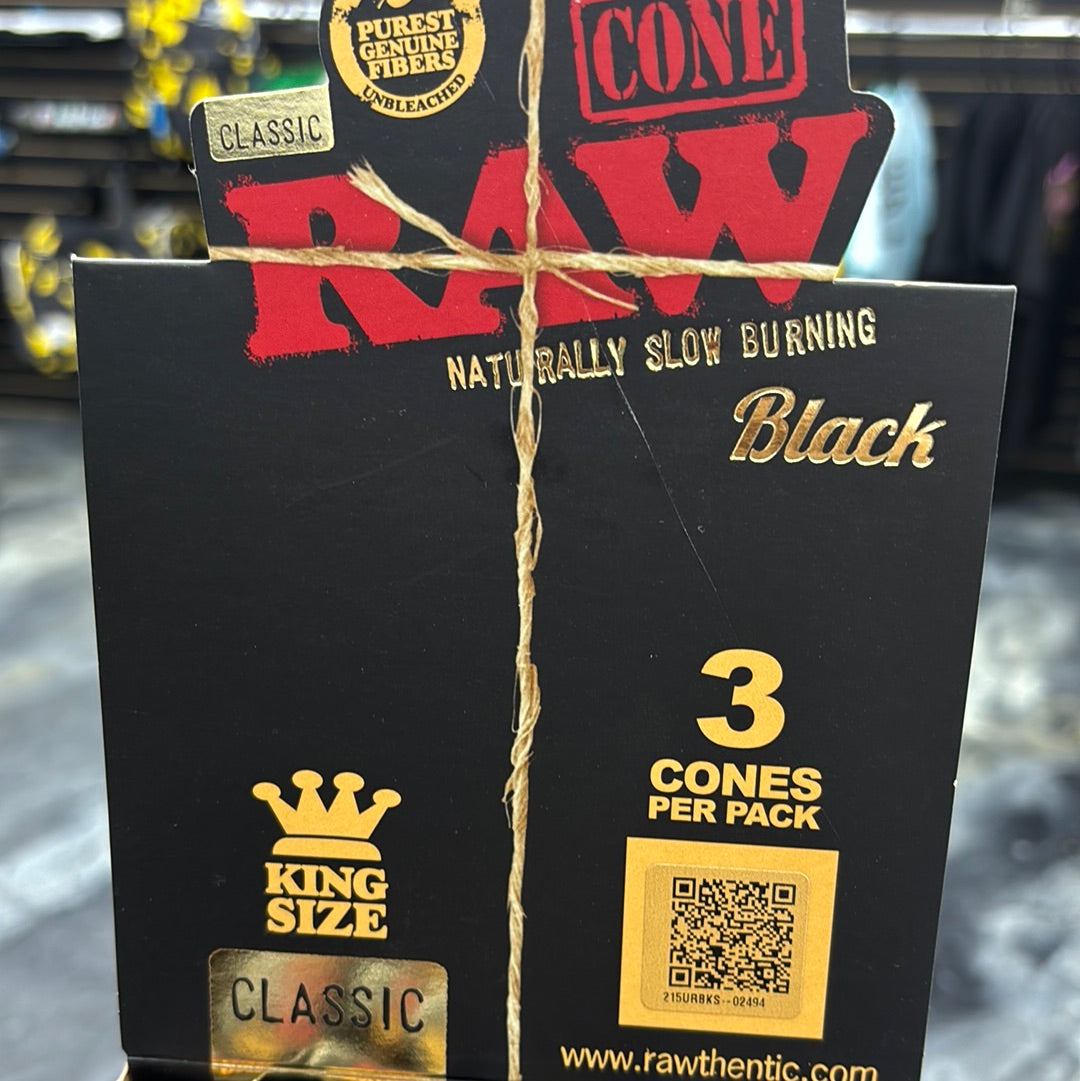 PUREST
GENUINE
FIBERS
UNBLEACHED
CONE
CLASSIC
RAW
NATURALLY SLOW BURNING
Black
3
CONES
PER PACK
KING
SIZE
215URBKS--02494
CLASSIC
www.rawthentic.com